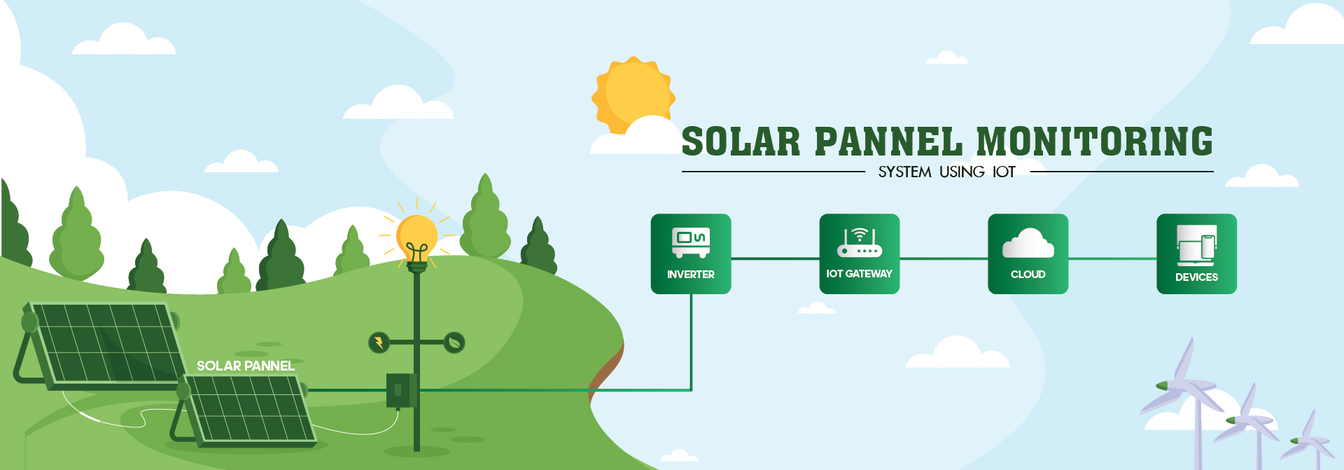 SOLAR PANNEL MONITORING
SYSTEM USING IOT
INVERTER
IOT GATEWAY
CLOUD
DEVICES
SOLAR PANNEL